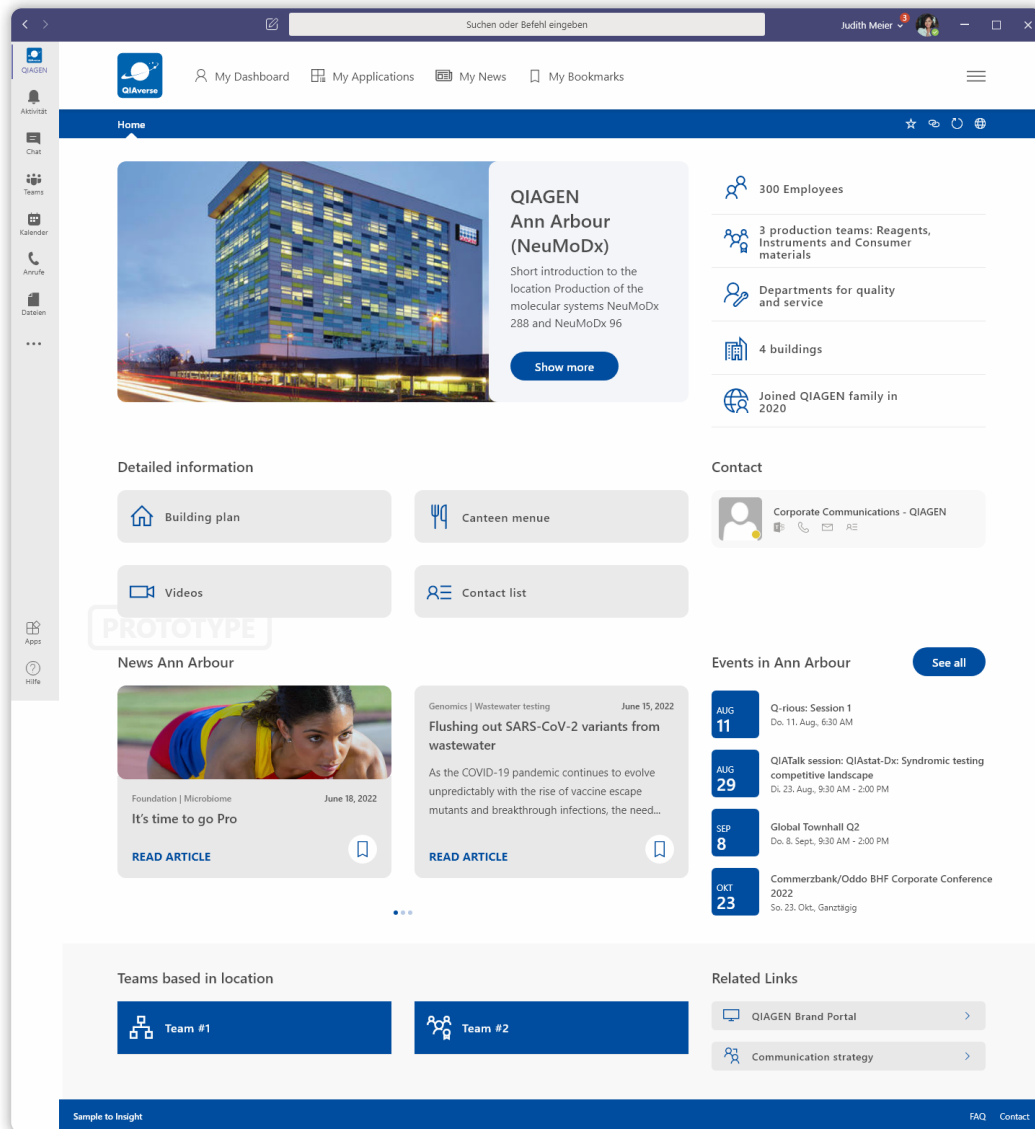 Suchen oder Befehl eingeben
Judith Meier
3
QIAGEN
Aktivität
Chat
Teams
Kalender
Anrufe
Dateien
Apps
Hilfe
QIAverse
My Dashboard
My Applications
My News
My Bookmarks
Home
QIAGEN
Ann Arbour
(NeuMoDx)
Short introduction to the
location Production of the
molecular systems NeuMoDx
288 and NeuMoDx 96
Show more
300 Employees
3 production teams: Reagents,
Instruments and Consumer
materials
Departments for quality
and service
4 buildings
Joined QIAGEN family in
2020
Detailed information
Building plan
Canteen menue
Videos
Contact list
Contact
Corporate Communications - QIAGEN
PROTOTYPE
News Ann Arbour
Foundation | Microbiome
June 18, 2022
It's time to go Pro
READ ARTICLE
Genomics | Wastewater testing
June 15, 2022
Flushing out SARS-CoV-2 variants from
wastewater
As the COVID-19 pandemic continues to evolve
unpredictably with the rise of vaccine escape
mutants and breakthrough infections, the need...
READ ARTICLE
Events in Ann Arbour
See all
AUG
11
Q-rious: Session 1
Do. 11. Aug., 6:30 AM
AUG
29
QIATalk session: QIAstat-Dx: Syndromic testing
competitive landscape
Di. 23. Aug., 9:30 AM - 2:00 PM
SEP
8
Global Townhall Q2
Do. 8. Sept., 9:30 AM - 2:00 PM
OKT
23
Commerzbank/Oddo BHF Corporate Conference
2022
So. 23. Okt., Ganztägig
Teams based in location
Team #1
Team #2
Related Links
QIAGEN Brand Portal
Communication strategy
Sample to Insight
FAQ
Contact